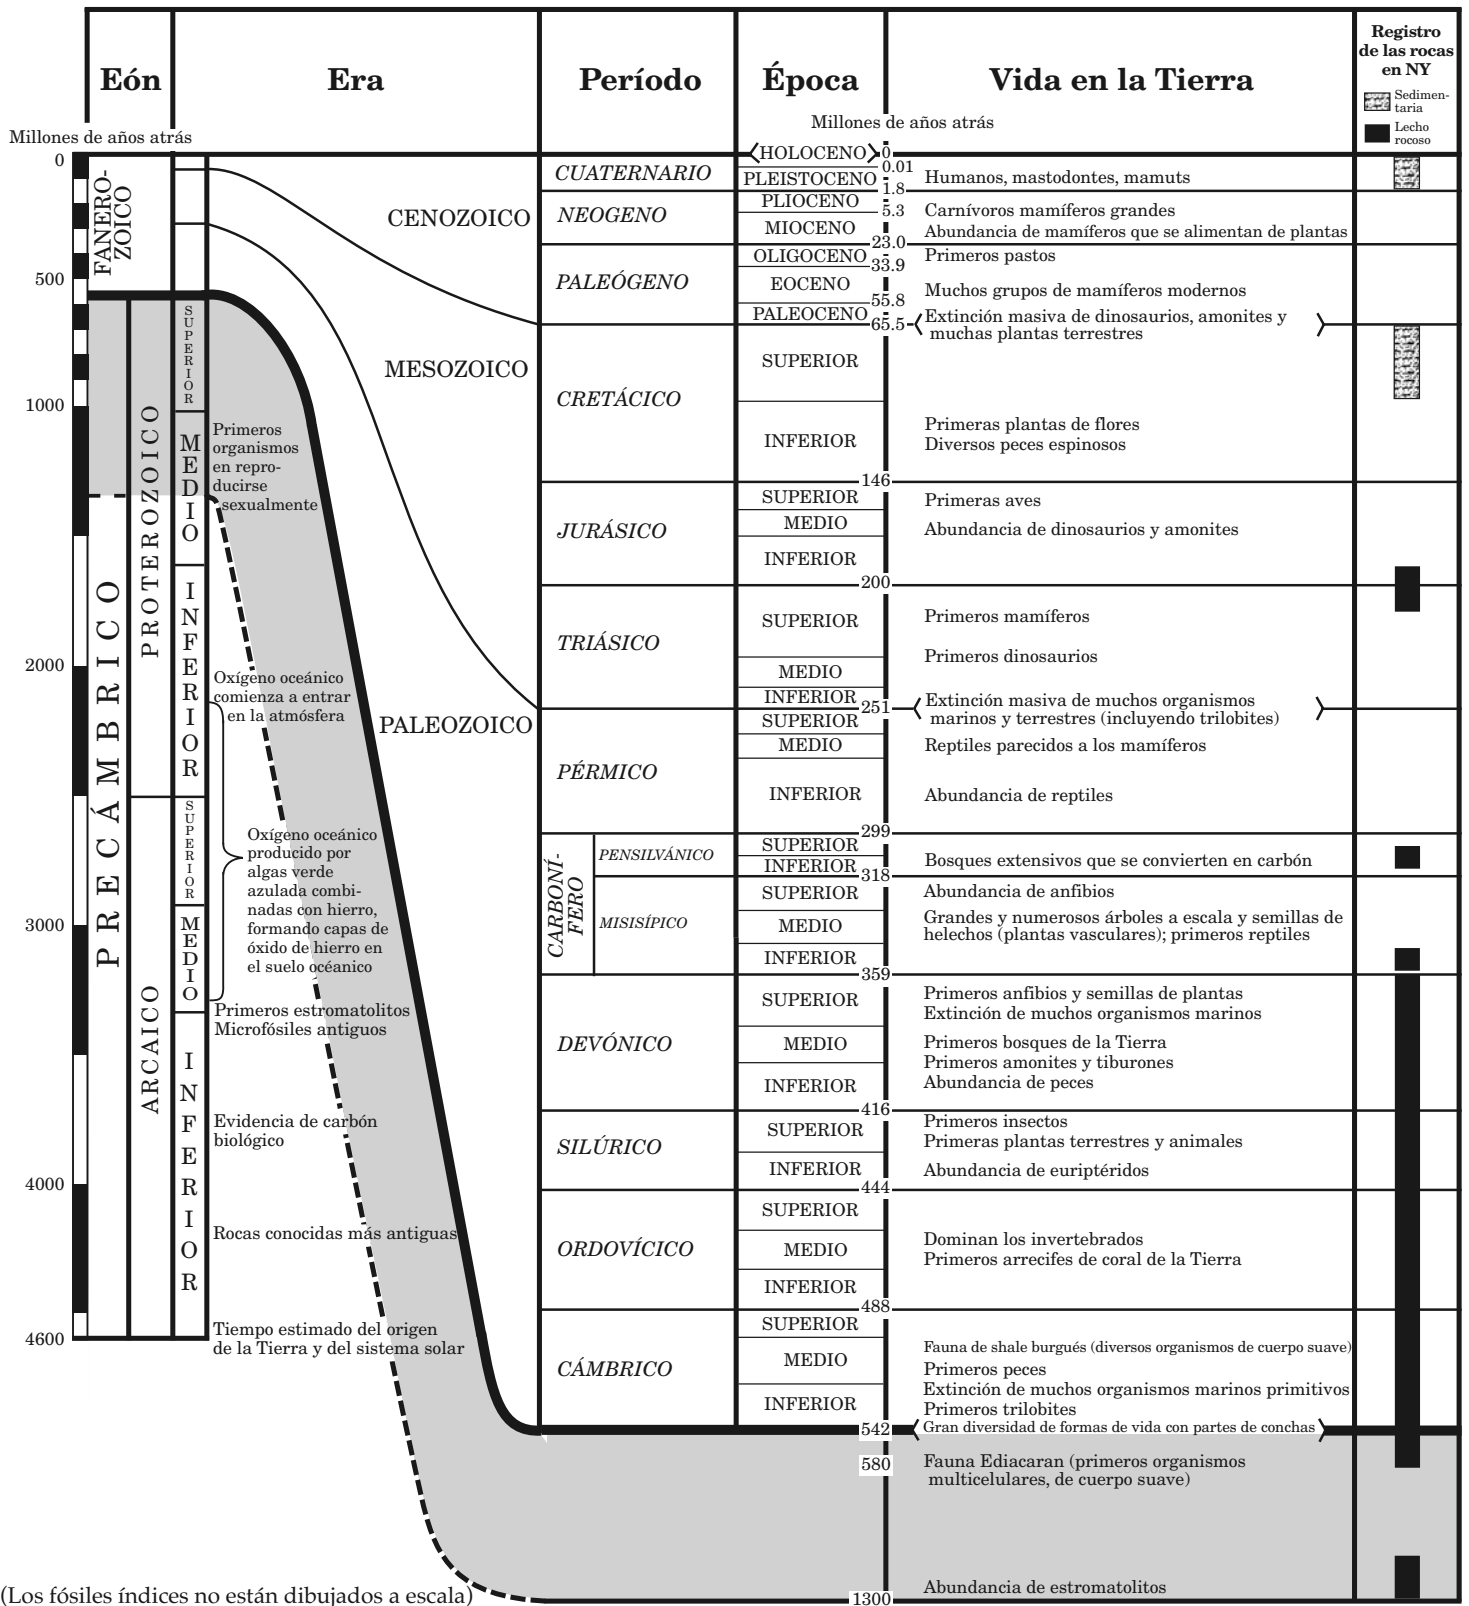 Eón
Era
Período
Época
Vida en la Tierra
Registro
de las rocas
en NY
Sedimen-
taria
Lecho
rocoso
Millones de años atrás
Millones de años atrás
0
500
1000
2000
3000
4000
4600
FANERO-
ZOICO
PRECÁMBRICO
PROTEROZOICO
ARCAICO
SUPERIOR
MEDIO
INFERIOR
SUPERIOR
MEDIO
INFERIOR
Primeros
organismos
en repro-
ducirse
sexualmente
Oxígeno oceánico
comienza a entrar
en la atmósfera
Oxígeno oceánico
producido por
algas verde
azulada combi-
nadas con hierro,
formando capas de
óxido de hierro en
el suelo océanico
Primeros estromatolitos
Microfósiles antiguos
Evidencia de carbón
biológico
Rocas conocidas más antiguas
Tiempo estimado del origen
de la Tierra y del sistema solar
CENOZOICO
MESOZOICO
PALEOZOICO
CUATERNARIO
HOLOCENO
0
0.01
PLEISTOCENO
Humanos, mastodontes, mamuts
1.8
NEOGENO
PLIOCENO
5.3
Carnívoros mamíferos grandes
MIOCENO
Abundancia de mamíferos que se alimentan de plantas
23.0
PALEÓGENO
OLIGOCENO
Primeros pastos
33.9
EOCENO
Muchos grupos de mamíferos modernos
55.8
PALEOCENO
65.5
Extinción masiva de dinosaurios, amonites y
muchas plantas terrestres
CRETÁCICO
SUPERIOR
INFERIOR
Primeras plantas de flores
Diversos peces espinosos
146
JURÁSICO
SUPERIOR
Primeras aves
MEDIO
Abundancia de dinosaurios y amonites
INFERIOR
200
TRIÁSICO
SUPERIOR
Primeros mamíferos
Primeros dinosaurios
MEDIO
INFERIOR
251
Extinción masiva de muchos organismos
marinos y terrestres (incluyendo trilobites)
PÉRMICO
SUPERIOR
MEDIO
Reptiles parecidos a los mamíferos
INFERIOR
Abundancia de reptiles
299
CARBONÍ-
FERO
PENSILVÁNICO
SUPERIOR
INFERIOR
Bosques extensivos que se convierten en carbón
318
MISISÍPICO
SUPERIOR
Abundancia de anfibios
MEDIO
Grandes y numerosos árboles a escala y semillas de
helechos (plantas vasculares); primeros reptiles
INFERIOR
359
DEVÓNICO
SUPERIOR
Primeros anfibios y semillas de plantas
Extinción de muchos organismos marinos
MEDIO
Primeros bosques de la Tierra
Primeros amonites y tiburones
INFERIOR
Abundancia de peces
416
SILÚRICO
SUPERIOR
Primeros insectos
Primeras plantas terrestres y animales
INFERIOR
Abundancia de euriptéridos
444
ORDOVÍCICO
SUPERIOR
MEDIO
Dominan los invertebrados
Primeros arrecifes de coral de la Tierra
INFERIOR
488
CÁMBRICO
SUPERIOR
MEDIO
INFERIOR
Fauna de shale burgués (diversos organismos de cuerpo suave)
Primeros peces
Extinción de muchos organismos marinos primitivos
Primeros trilobites
542
Gran diversidad de formas de vida con partes de conchas
580
Fauna Ediacaran (primeros organismos
multicelulares, de cuerpo suave)
Abundancia de estromatolitos
1300
(Los fósiles índices no están dibujados a escala)